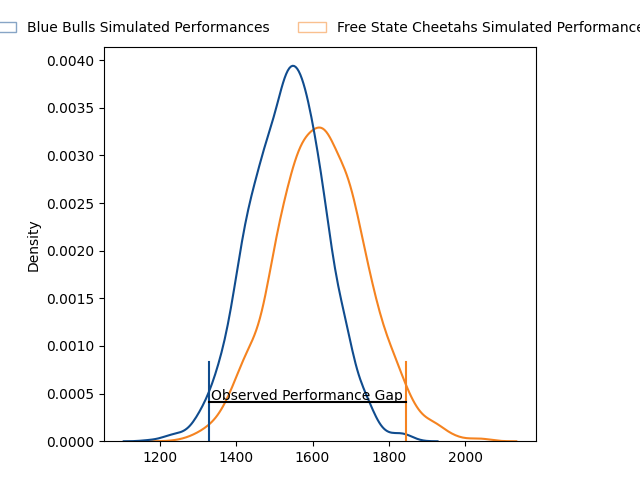 Blue Bulls Simulated Performances
Free State Cheetahs Simulated Performance
0.0040
0.0035
0.0030
0.0025
0.0020
0.0015
0.0010
0.0005
0.0000
Density
Observed Performance Gap
1200 1400 1600 1800 2000